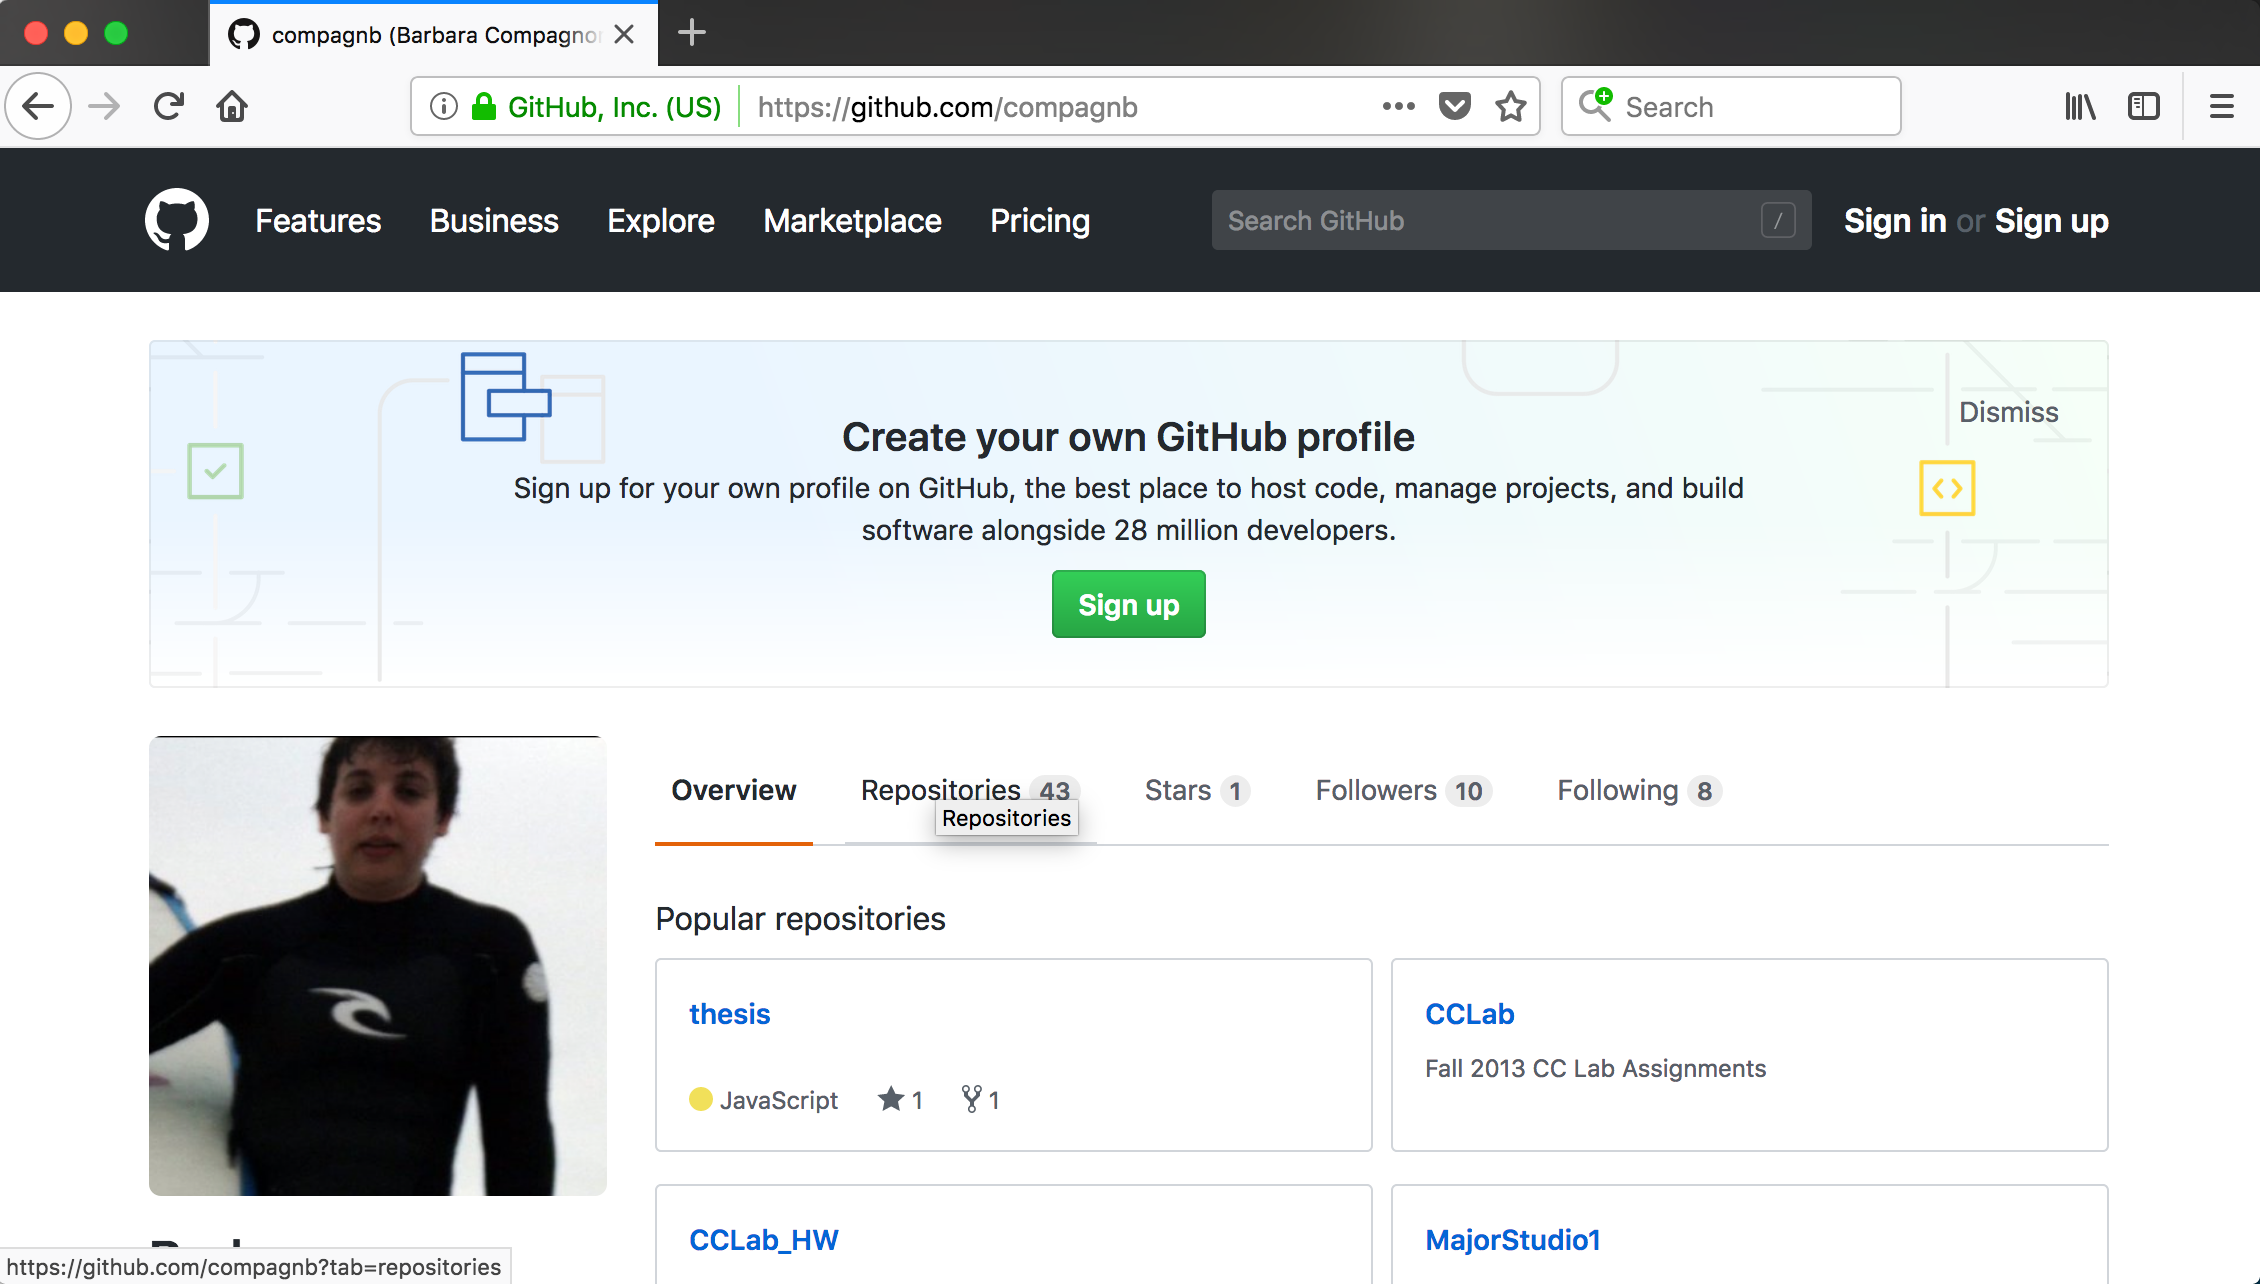 compagnb (Barbara Compagno
GitHub, Inc. (US) https://github.com/compagnb
Search
Features Business Explore Marketplace Pricing
Search GitHub /
Sign in or Sign up
Dismiss
Create your own GitHub profile
Sign up for your own profile on GitHub, the best place to host code, manage projects, and build
software alongside 28 million developers.
Sign up
Overview Repositories 43 Stars 1 Followers 10 Following 8
Repositories
Popular repositories
thesis
JavaScript 1 1
CCLab
Fall 2013 CC Lab Assignments
CCLab_HW
MajorStudio1
https://github.com/compagnb?tab=repositories